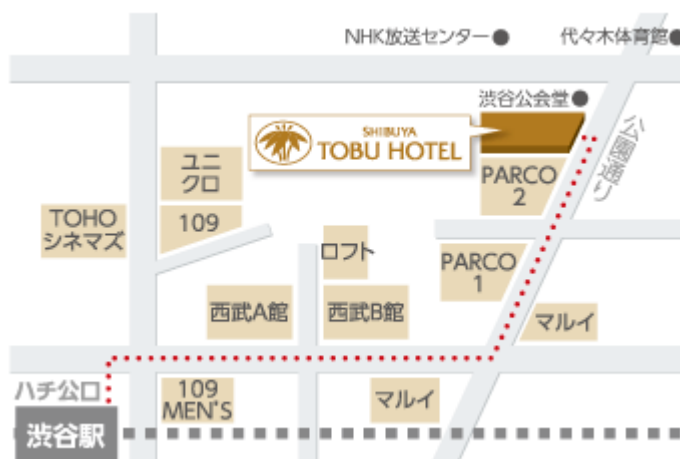 NHK放送センター●
代々木体育館●
渋谷公会堂●
SHIBUYA
TOBU HOTEL
公園通り
ユニ
クロ
PARCO
2
109
TOHO
シネマズ
ロフト
PARCO
1
西武A館
西武B館
マルイ
ハチ公口
109
MEN'S
マルイ
渋谷駅